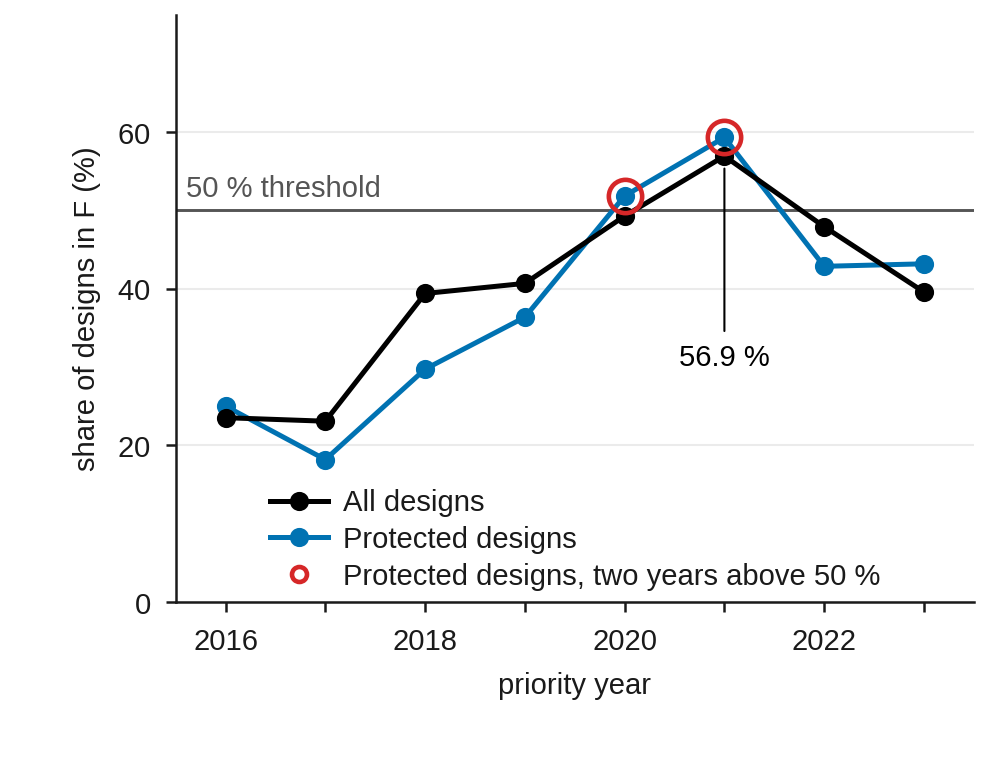 60
50 % threshold
40
56.9 %
20
share of designs in F (%)
All designs
Protected designs
Protected designs, two years above 50 %
0
2016
2018
2020
2022
priority year